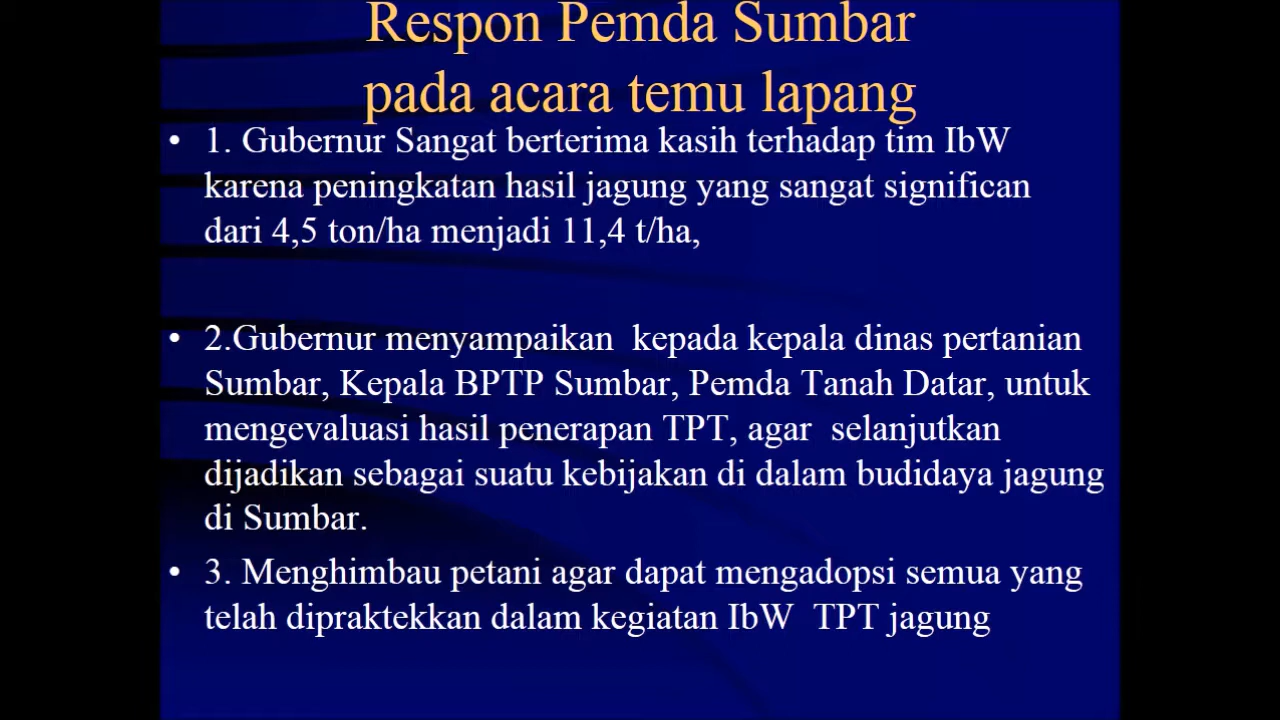 Respon Pemda Sumbar
pada acara temu lapang
• 1. Gubernur Sangat berterima kasih terhadap tim IbW
karena peningkatan hasil jagung yang sangat significan
dari 4,5 ton/ha menjadi 11,4 t/ha,
• 2.Gubernur menyampaikan  kepada kepala dinas pertanian
Sumbar, Kepala BPTP Sumbar, Pemda Tanah Datar, untuk
mengevaluasi hasil penerapan TPT, agar  selanjutkan
dijadikan sebagai suatu kebijakan di dalam budidaya jagung
di Sumbar.
• 3. Menghimbau petani agar dapat mengadopsi semua yang
telah dipraktekkan dalam kegiatan IbW  TPT jagung